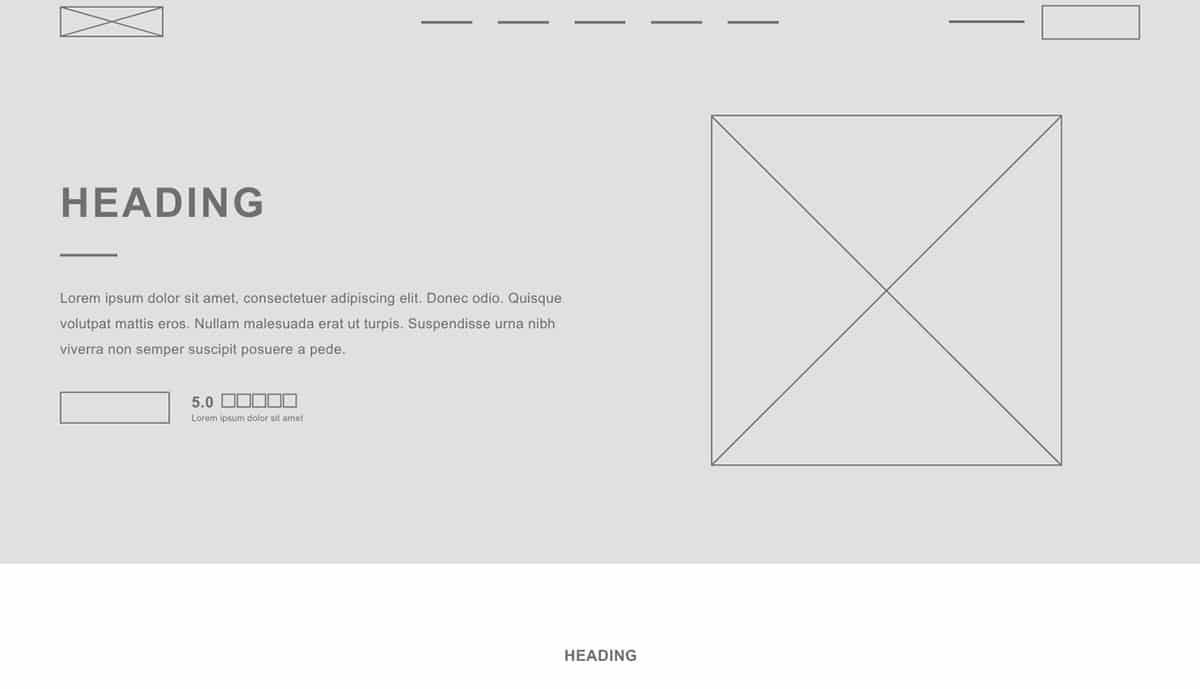 HEADING
Lorem ipsum dolor sit amet, consectetuer adipiscing elit. Donec odio. Quisque
volutpat mattis eros. Nullam malesuada erat ut turpis. Suspendisse urna nibh
viverra non semper suscipit posuere a pede.
5.0
Lorem ipsum dolor sit amet
HEADING